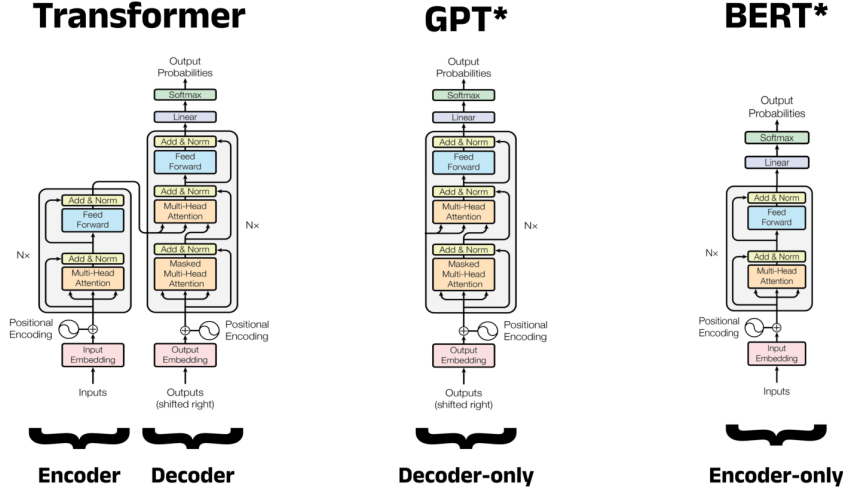 Transformer
Output
Probabilities
Softmax
Linear
Add & Norm
Feed
Forward
Add & Norm
Multi-Head
Attention
Add & Norm
Masked
Multi-Head
Attention
Nx
Add & Norm
Feed
Forward
Add & Norm
Multi-Head
Attention
Nx
Positional
Encoding
Positional
Encoding
Input
Embedding
Output
Embedding
Inputs
Outputs
(shifted right)
Encoder
Decoder
GPT*
Output
Probabilities
Softmax
Linear
Add & Norm
Feed
Forward
Add & Norm
Multi-Head
Attention
Add & Norm
Masked
Multi-Head
Attention
Nx
Positional
Encoding
Output
Embedding
Outputs
(shifted right)
Decoder-only
BERT*
Output
Probabilities
Softmax
Linear
Add & Norm
Feed
Forward
Nx
Add & Norm
Multi-Head
Attention
Positional
Encoding
Input
Embedding
Inputs
Encoder-only